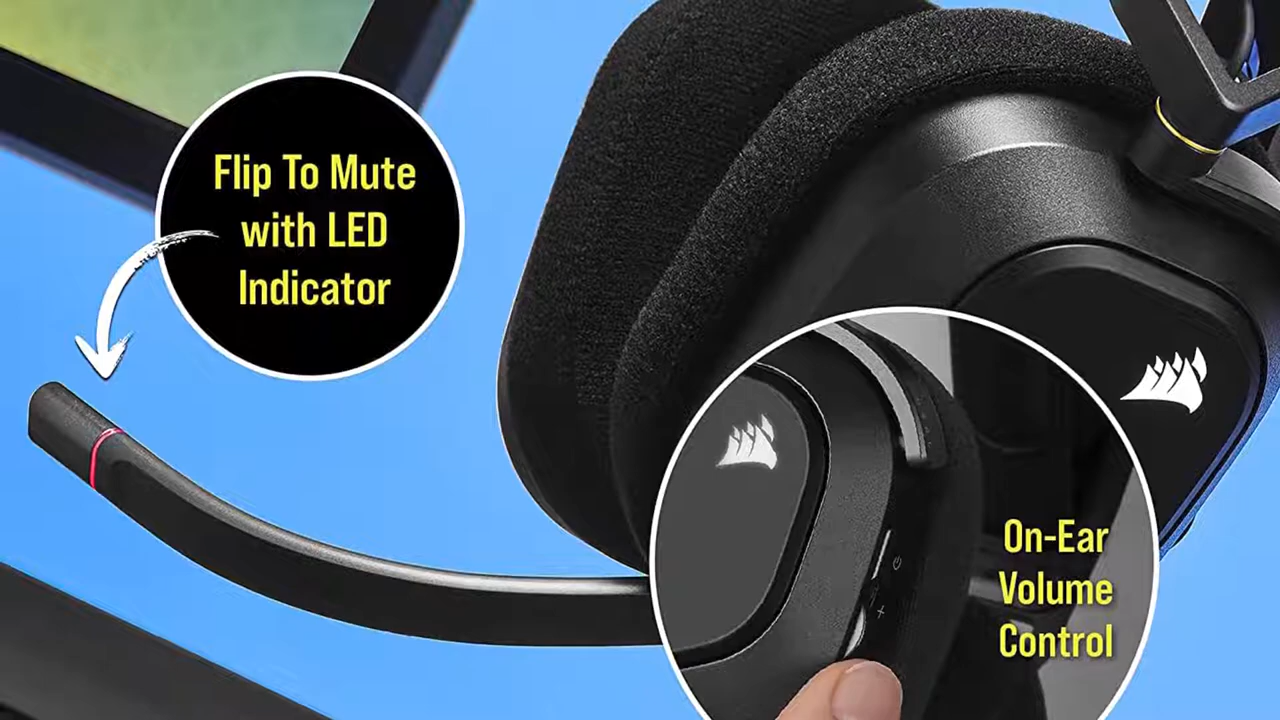 Flip To Mute
with LED
Indicator
On-Ear
Volume
Control